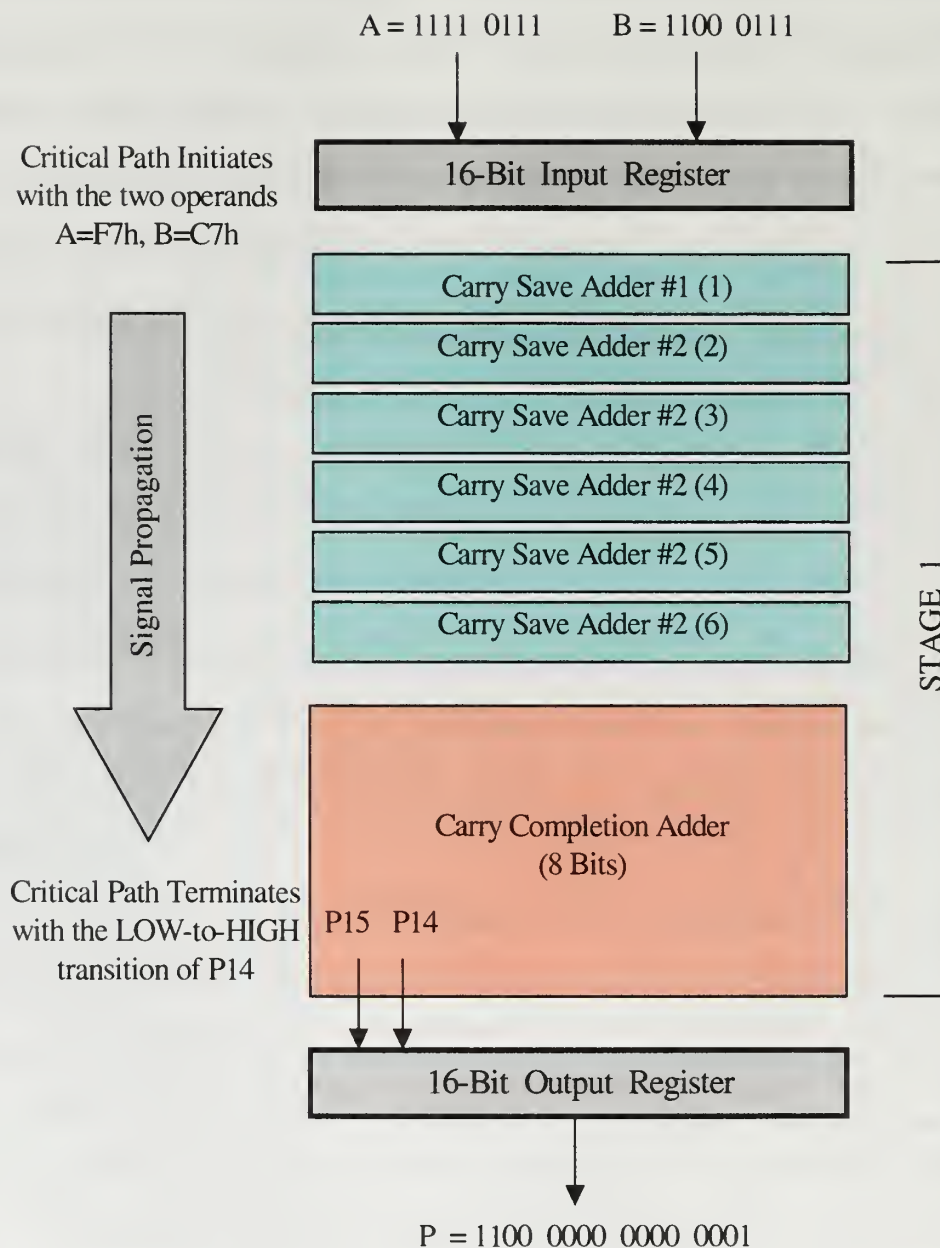 A = 1111 0111 B = 1100 0111
Critical Path Initiates
with the two operands
A=F7h, B=C7h
16-Bit Input Register
Carry Save Adder #1 (1)
Carry Save Adder #2 (2)
Carry Save Adder #2 (3)
Carry Save Adder #2 (4)
Carry Save Adder #2 (5)
Carry Save Adder #2 (6)
Signal Propagation
STAGE 1
Carry Completion Adder
(8 Bits)
Critical Path Terminates
with the LOW-to-HIGH
transition of P14
P15 P14
16-Bit Output Register
P = 1100 0000 0000 0001